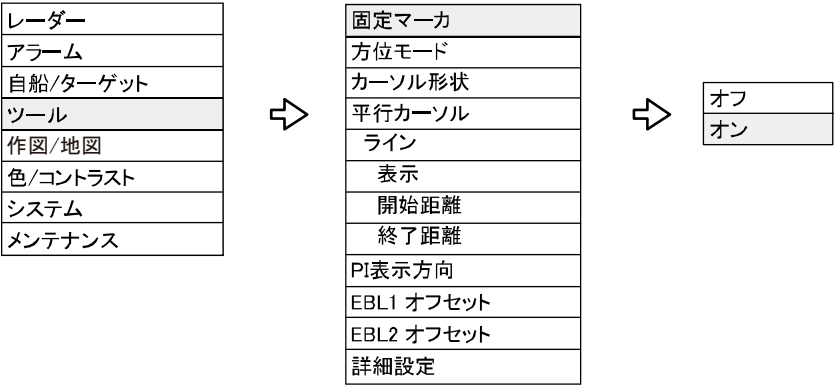 レーダー
アラーム
自船/ターゲット
ツール
作図/地図
色/コントラスト
システム
メンテナンス
固定マーカ
方位モード
カーソル形状
平行カーソル
ライン
表示
開始距離
終了距離
PI表示方向
EBL1 オフセット
EBL2 オフセット
詳細設定
オフ
オン